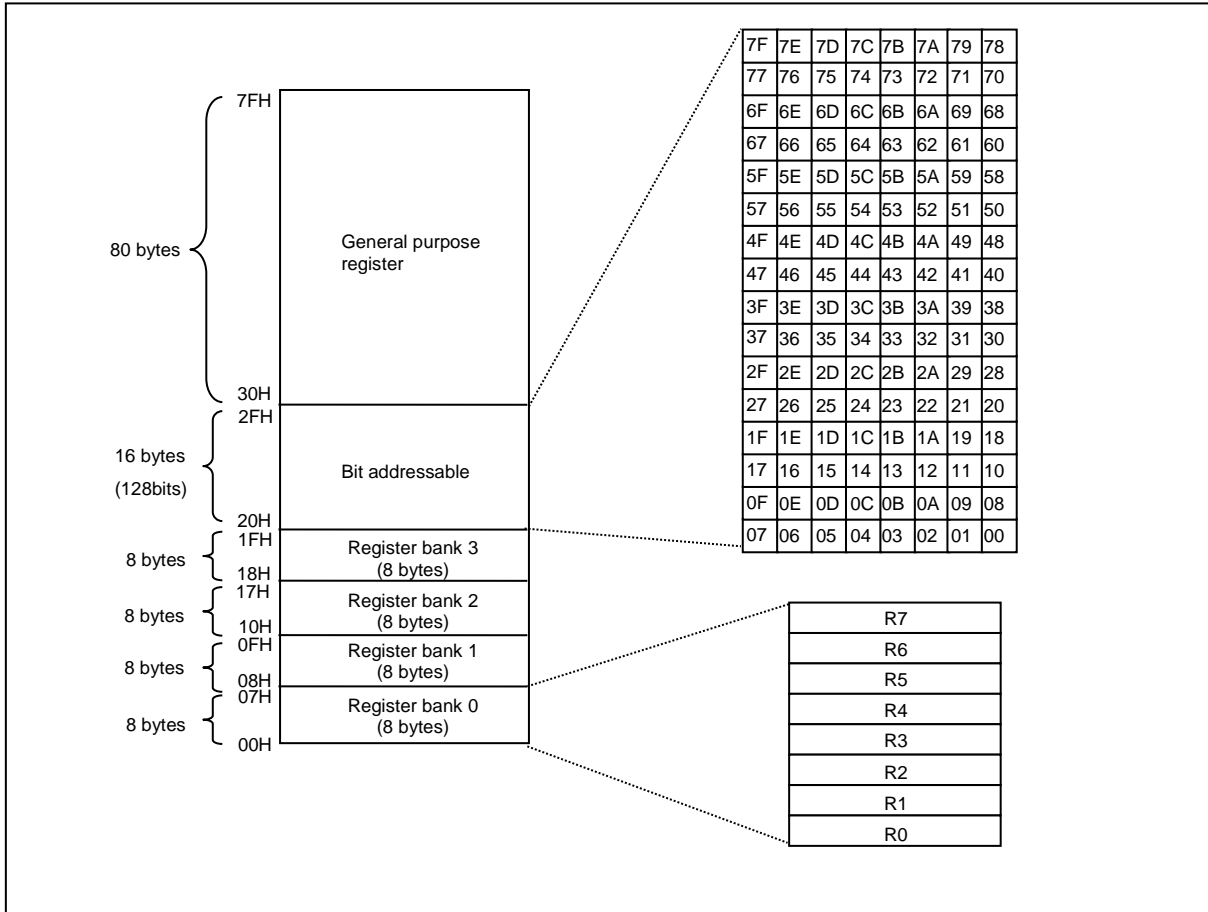 7FH
80 bytes
General purpose
register
30H
2FH
16 bytes
(128bits)
Bit addressable
20H
1FH
8 bytes
Register bank 3
(8 bytes)
18H
17H
8 bytes
Register bank 2
(8 bytes)
10H
0FH
8 bytes
Register bank 1
(8 bytes)
08H
07H
8 bytes
Register bank 0
(8 bytes)
00H
7F 7E 7D 7C 7B 7A 79 78
77 76 75 74 73 72 71 70
6F 6E 6D 6C 6B 6A 69 68
67 66 65 64 63 62 61 60
5F 5E 5D 5C 5B 5A 59 58
57 56 55 54 53 52 51 50
4F 4E 4D 4C 4B 4A 49 48
47 46 45 44 43 42 41 40
3F 3E 3D 3C 3B 3A 39 38
37 36 35 34 33 32 31 30
2F 2E 2D 2C 2B 2A 29 28
27 26 25 24 23 22 21 20
1F 1E 1D 1C 1B 1A 19 18
17 16 15 14 13 12 11 10
0F 0E 0D 0C 0B 0A 09 08
07 06 05 04 03 02 01 00
R7
R6
R5
R4
R3
R2
R1
R0